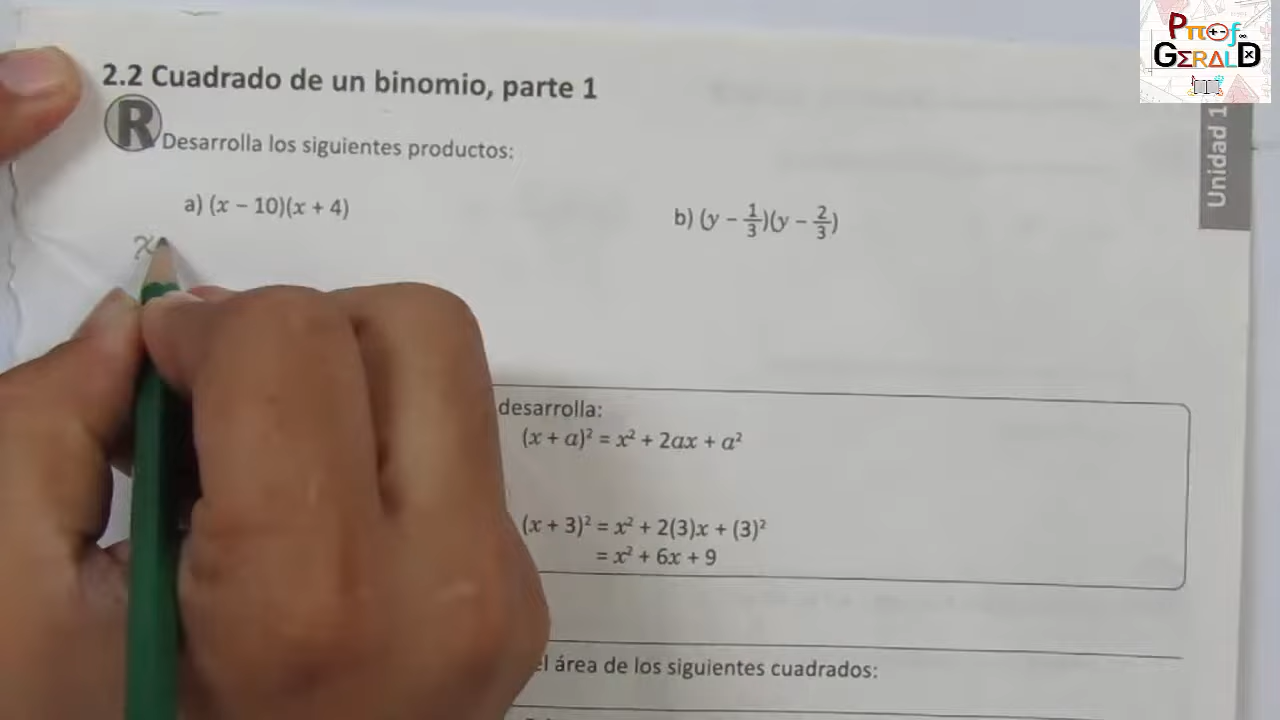 Pπof.
GERALD
Unidad 1
2.2 Cuadrado de un binomio, parte 1
R Desarrolla los siguientes productos:
a) (x – 10)(x + 4)
b) (y – 1/3)(y – 2/3)
x
desarrolla:
(x + a)² = x² + 2ax + a²
(x + 3)² = x² + 2(3)x + (3)²
= x² + 6x + 9
el área de los siguientes cuadrados: